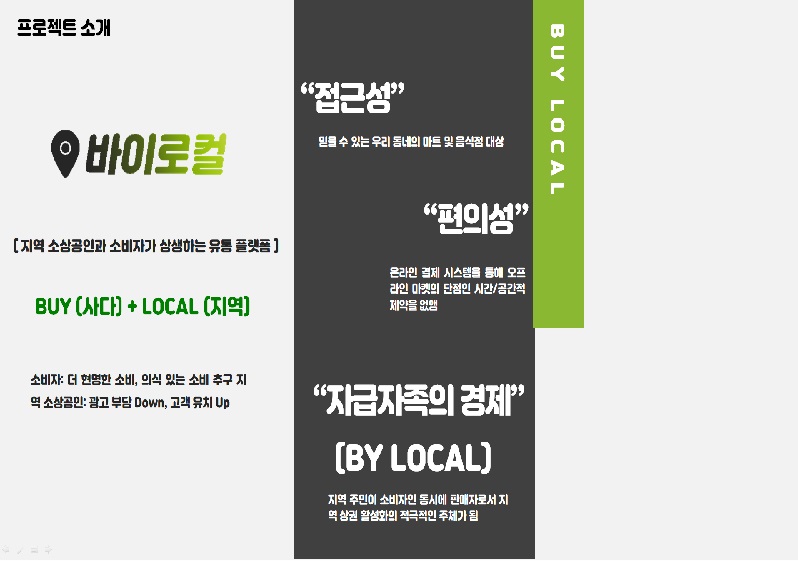 프로젝트 소개
바이로컬
[ 지역 소상공인과 소비자가 상생하는 유통 플랫폼 ]
BUY (사다) + LOCAL (지역)
소비자: 더 현명한 소비, 의식 있는 소비 추구 지
역 소상공인: 광고 부담 Down, 고객 유치 Up
“접근성”
믿을 수 있는 우리 동네의 마트 및 음식점 대상
“편의성”
온라인 결제 시스템을 통해 오프
라인 마켓의 단점인 시간/공간적
제약을 없앰
“자급자족의 경제”
(BY LOCAL)
지역 주민이 소비자인 동시에 판매자로서 지
역 상권 활성화의 적극적인 주체가 됨
BUY LOCAL